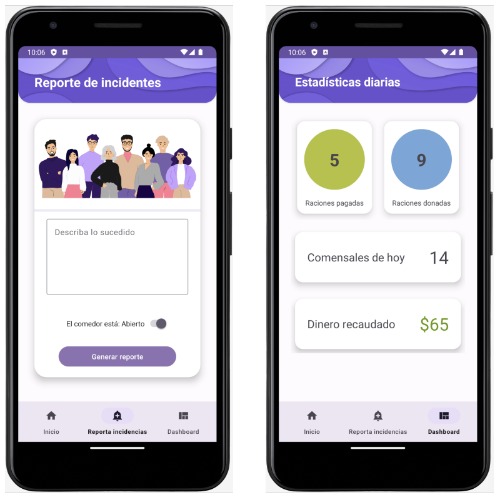 10:06
Reporte de incidentes
Describa lo sucedido
El comedor está: Abierto
Generar reporte
Inicio
Reporta incidencias
Dashboard
10:06
Estadísticas diarias
5
9
Raciones pagadas
Raciones donadas
Comensales de hoy
14
Dinero recaudado
$65
Inicio
Reporta incidencias
Dashboard